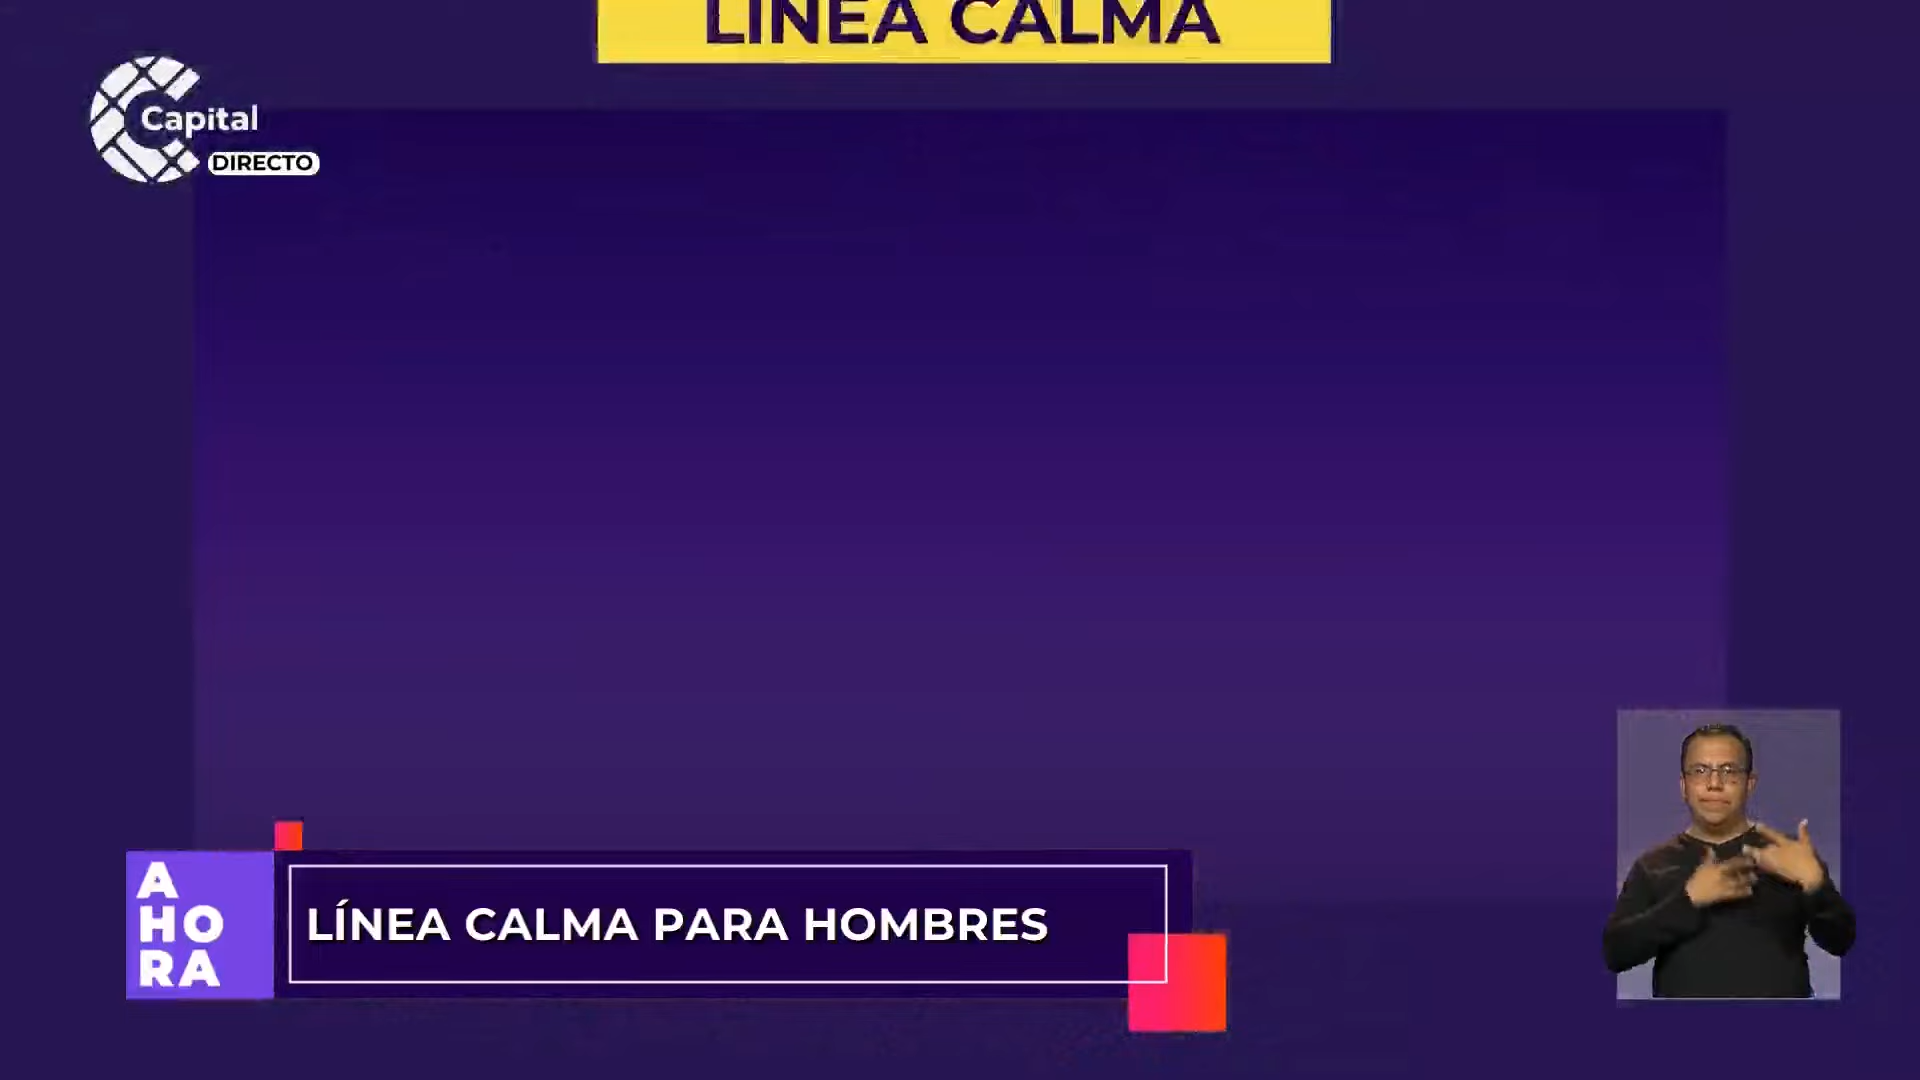 LÍNEA CALMA
Capital
DIRECTO
A
HO
RA
LÍNEA CALMA PARA HOMBRES